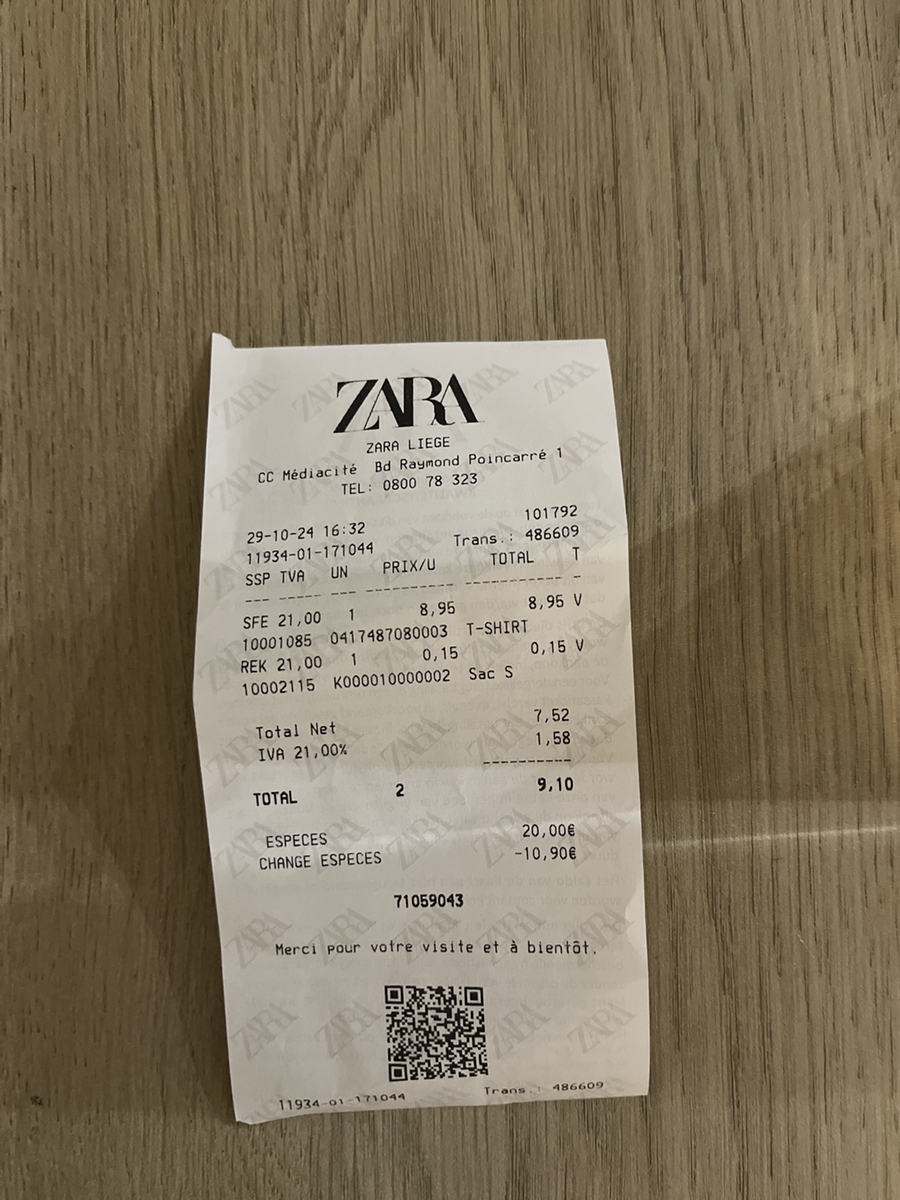 ZARA
ZARA LIEGE
CC Médiacité Bd Raymond Poincarré 1
TEL: 0800 78 323
101792
29-10-24 16:32
11934-01-171044 Trans.: 486609
SSP TVA UN PRIX/U TOTAL T
--- ----- --- ---------- ---------- -
SFE 21,00 1 8,95 8,95 V
10001085 0417487080003 T-SHIRT
REK 21,00 1 0,15 0,15 V
10002115 K000010000002 Sac S
Total Net 7,52
IVA 21,00% 1,58
----------
TOTAL 2 9,10
ESPECES 20,00€
CHANGE ESPECES -10,90€
71059043
Merci pour votre visite et à bientôt.
11934-01-171044 Trans.: 486609